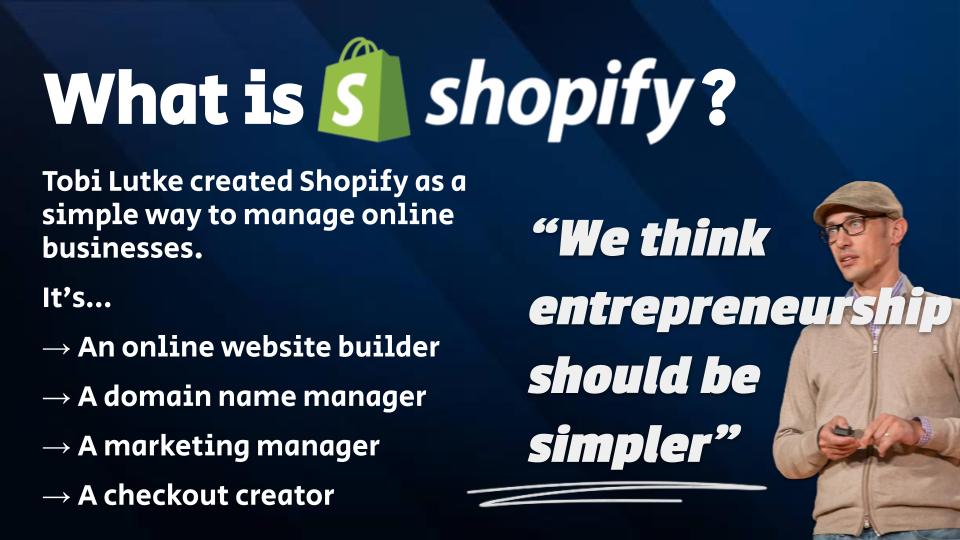 What is S shopify ?
Tobi Lutke created Shopify as a
simple way to manage online
businesses.
It's...
→ An online website builder
→ A domain name manager
→ A marketing manager
→ A checkout creator
“We think
entrepreneurship
should be
simpler”